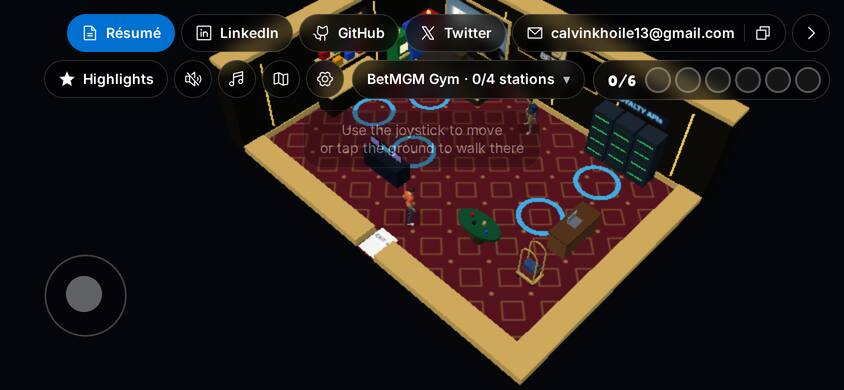 Résumé LinkedIn GitHub Twitter calvinkhoile13@gmail.com
Highlights BetMGM Gym · 0/4 stations 0/6
Use the joystick to move
or tap the ground to walk there
EXIT